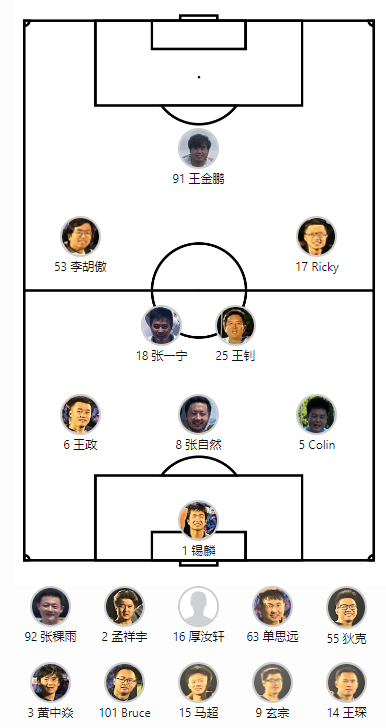 91 王金鹏
53 李胡傲
17 Ricky
18 张一宁
25 王钊
6 王政
8 张自然
5 Colin
1 锡麟
92 张稞雨
2 孟祥宇
16 厚汝轩
63 单思远
55 狄克
3 黄中焱
101 Bruce
15 马超
9 玄宗
14 王琛